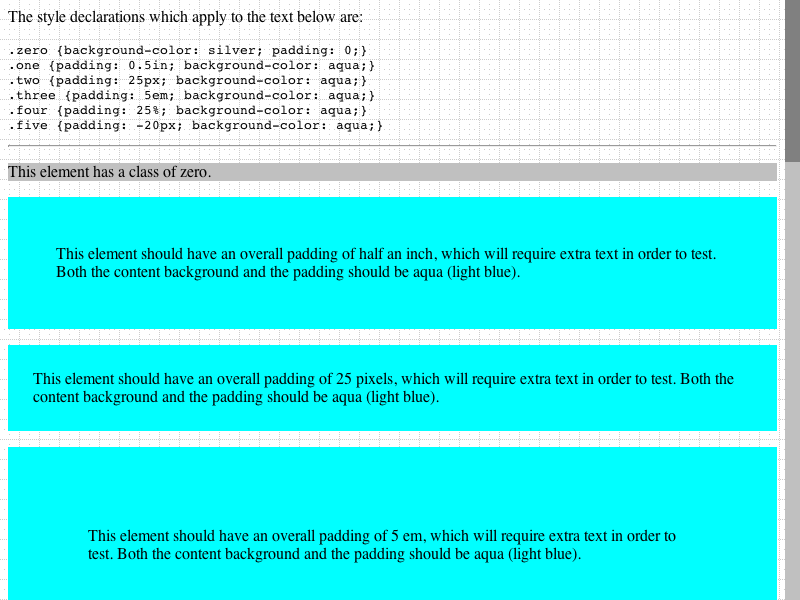 The style declarations which apply to the text below are:
.zero {background-color: silver; padding: 0;}
.one {padding: 0.5in; background-color: aqua;}
.two {padding: 25px; background-color: aqua;}
.three {padding: 5em; background-color: aqua;}
.four {padding: 25%; background-color: aqua;}
.five {padding: -20px; background-color: aqua;}
This element has a class of zero.
This element should have an overall padding of half an inch, which will require extra text in order to test.
Both the content background and the padding should be aqua (light blue).
This element should have an overall padding of 25 pixels, which will require extra text in order to test. Both the
content background and the padding should be aqua (light blue).
This element should have an overall padding of 5 em, which will require extra text in order to
test. Both the content background and the padding should be aqua (light blue).